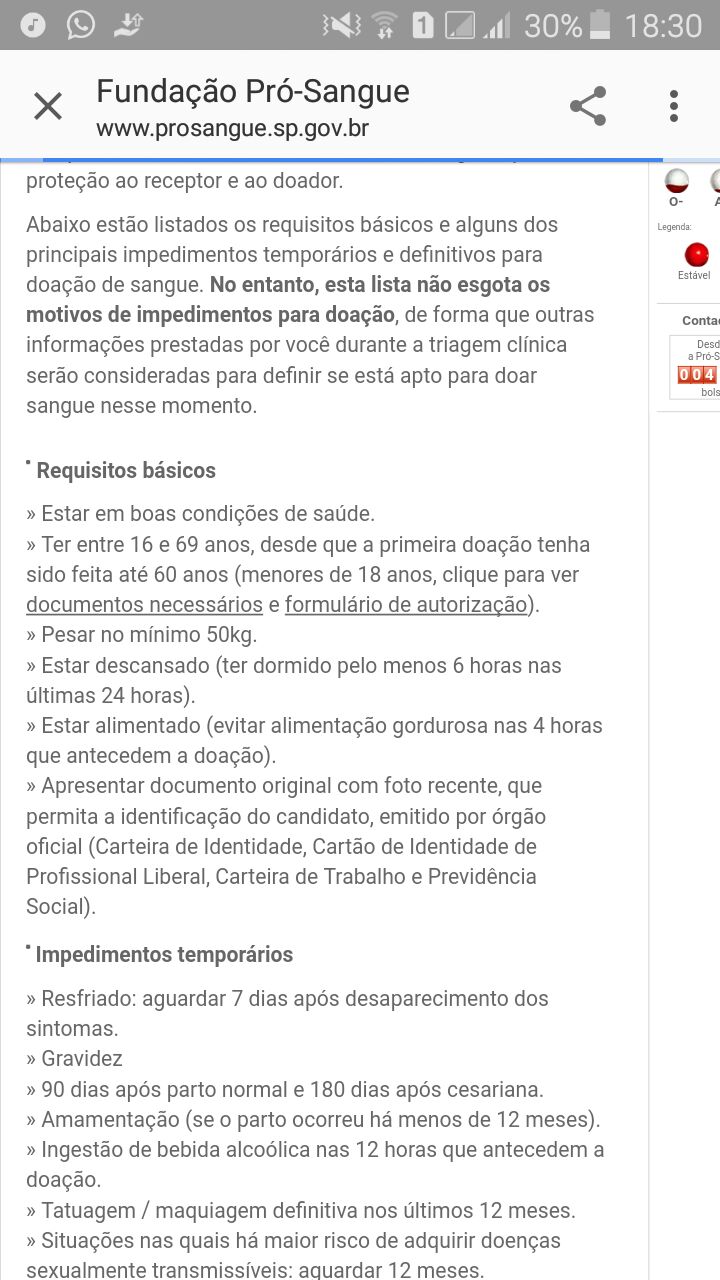 30% 18:30
Fundação Pró-Sangue
www.prosangue.sp.gov.br
proteção ao receptor e ao doador.
Abaixo estão listados os requisitos básicos e alguns dos
principais impedimentos temporários e definitivos para
doação de sangue. No entanto, esta lista não esgota os
motivos de impedimentos para doação, de forma que outras
informações prestadas por você durante a triagem clínica
serão consideradas para definir se está apto para doar
sangue nesse momento.
Requisitos básicos
» Estar em boas condições de saúde.
» Ter entre 16 e 69 anos, desde que a primeira doação tenha
sido feita até 60 anos (menores de 18 anos, clique para ver
documentos necessários e formulário de autorização).
» Pesar no mínimo 50kg.
» Estar descansado (ter dormido pelo menos 6 horas nas
últimas 24 horas).
» Estar alimentado (evitar alimentação gordurosa nas 4 horas
que antecedem a doação).
» Apresentar documento original com foto recente, que
permita a identificação do candidato, emitido por órgão
oficial (Carteira de Identidade, Cartão de Identidade de
Profissional Liberal, Carteira de Trabalho e Previdência
Social).
Impedimentos temporários
» Resfriado: aguardar 7 dias após desaparecimento dos
sintomas.
» Gravidez
» 90 dias após parto normal e 180 dias após cesariana.
» Amamentação (se o parto ocorreu há menos de 12 meses).
» Ingestão de bebida alcoólica nas 12 horas que antecedem a
doação.
» Tatuagem / maquiagem definitiva nos últimos 12 meses.
» Situações nas quais há maior risco de adquirir doenças
sexualmente transmissíveis: aguardar 12 meses.
O- A
Legenda:
Estável
Conta
Desd
a Pró-S
004
bols